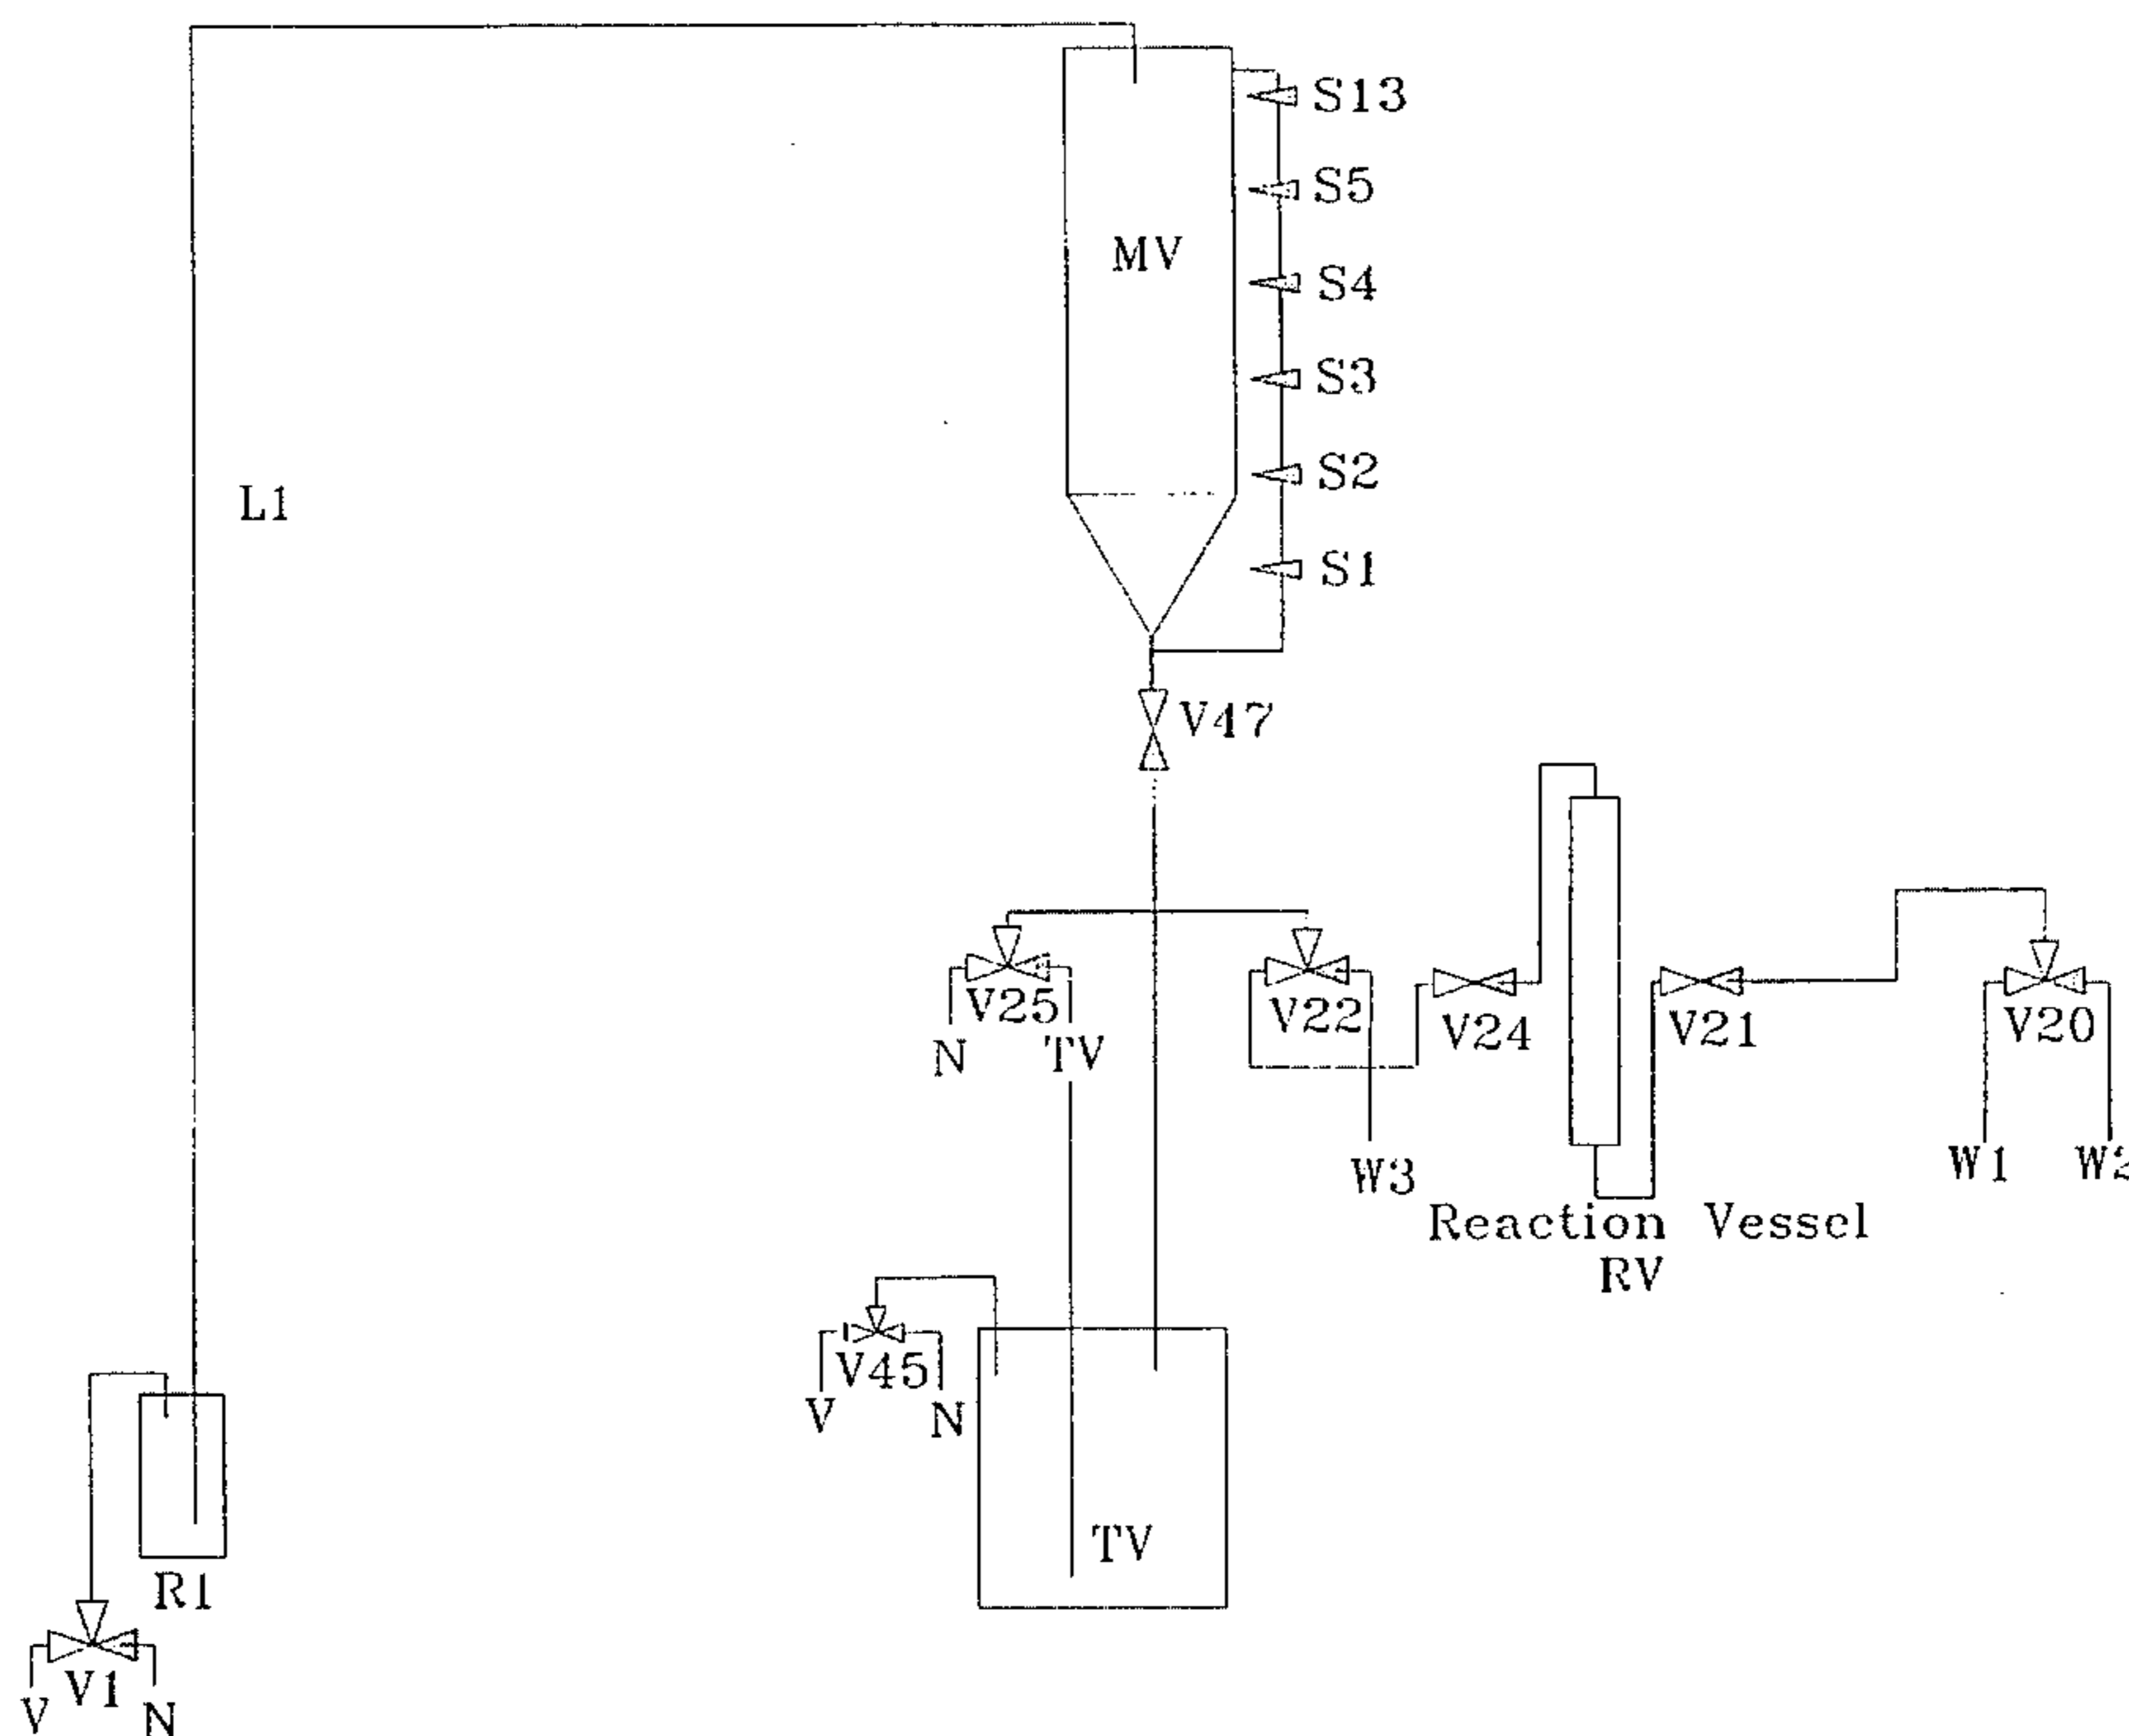 S13
S5
MV
S4
S3
S2
L1
S1
V47
V25
V22
V24
V21
V20
N
TV
W3
W1
W2
Reaction Vessel
RV
V45
V
N
TV
R1
V1
V
N